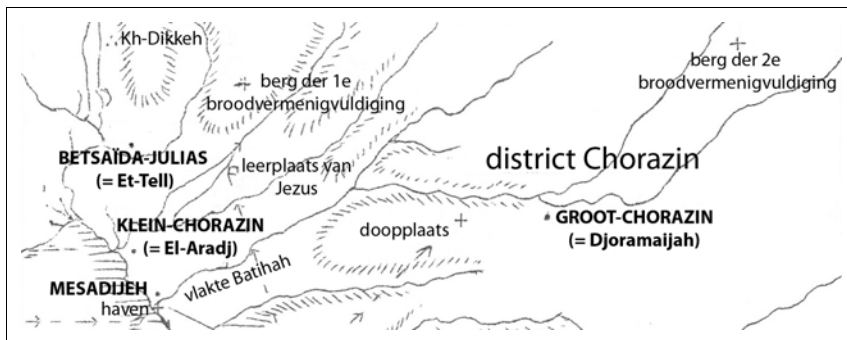 Kh-Dikkeh
berg der 1e
broodvermenigvuldiging
berg der 2e
broodvermenigvuldiging
BETSAÏDA-JULIAS
(= Et-Tell)
leerplaats van
Jezus
district Chorazin
KLEIN-CHORAZIN
(= El-Aradj)
doopplaats
GROOT-CHORAZIN
(= Djoramaijah)
vlakte Batihah
MESADIJEH
haven